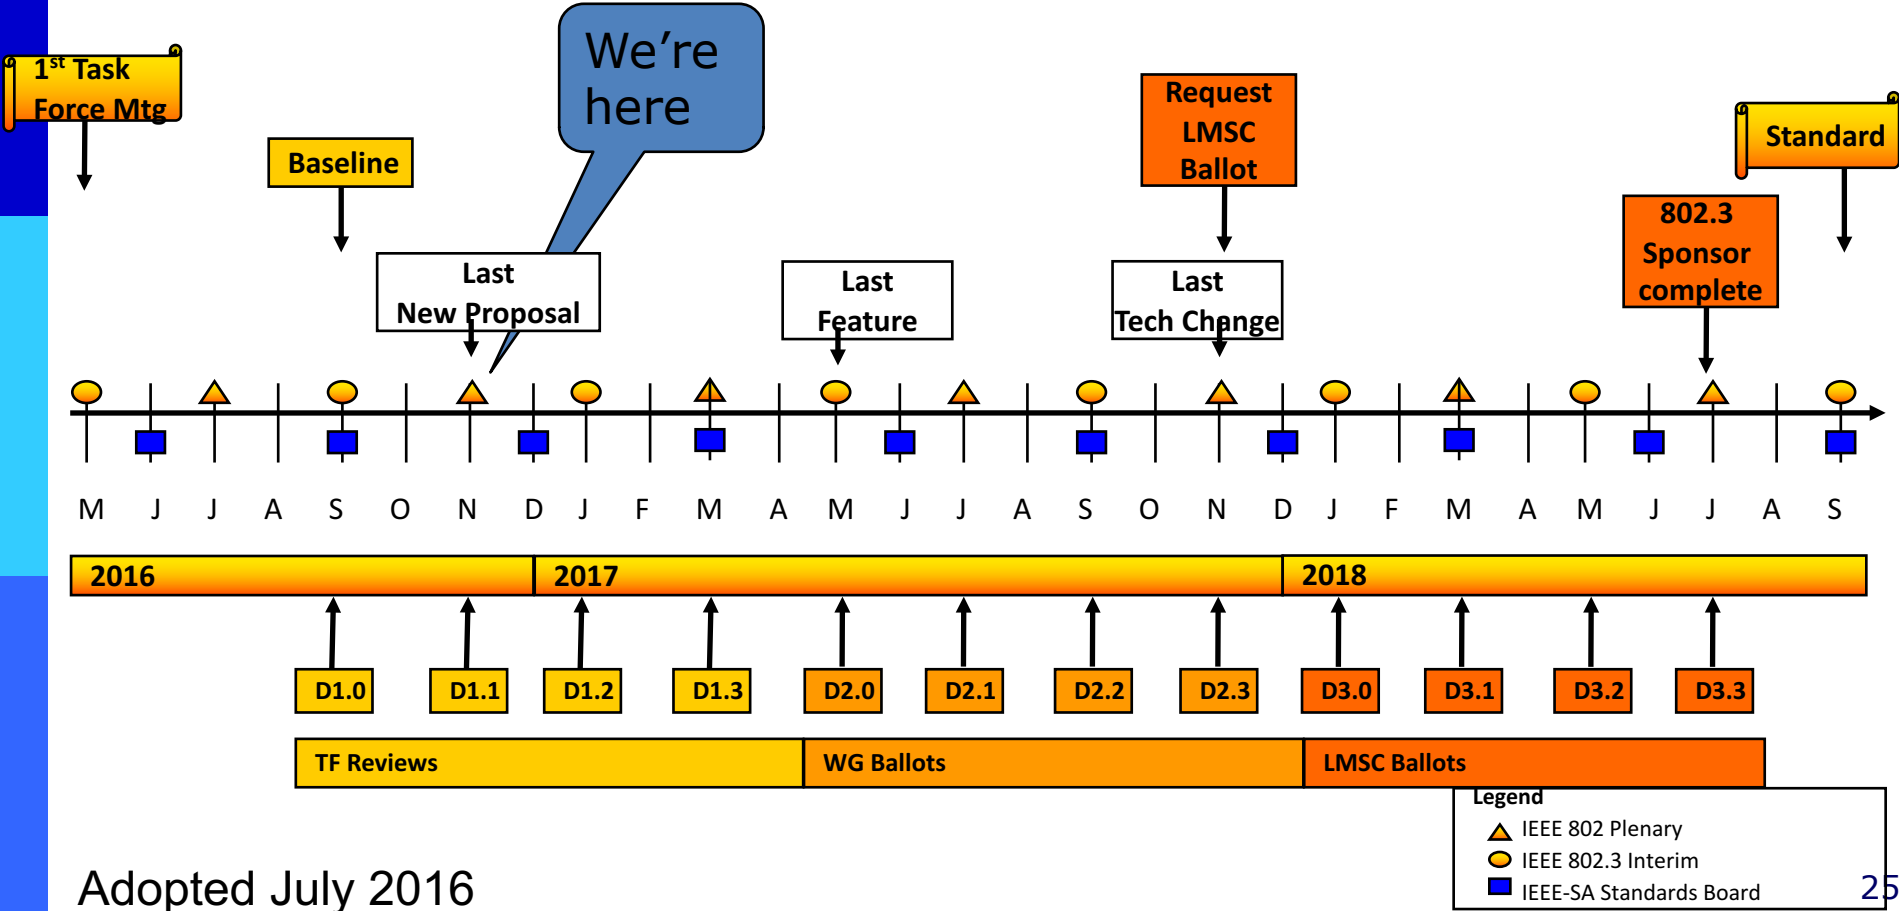 We're
here
1st Task
Force Mtg
Request
LMSC
Ballot
Standard
Baseline
802.3
Sponsor
complete
Last
New Proposal
Last
Feature
Last
Tech Change
M J J A S O N D J F M A M J J A S O N D J F M A M J J A S
2016 2017 2018
D1.0 D1.1 D1.2 D1.3 D2.0 D2.1 D2.2 D2.3 D3.0 D3.1 D3.2 D3.3
TF Reviews WG Ballots LMSC Ballots
Legend
IEEE 802 Plenary
IEEE 802.3 Interim
IEEE-SA Standards Board
Adopted July 2016
25